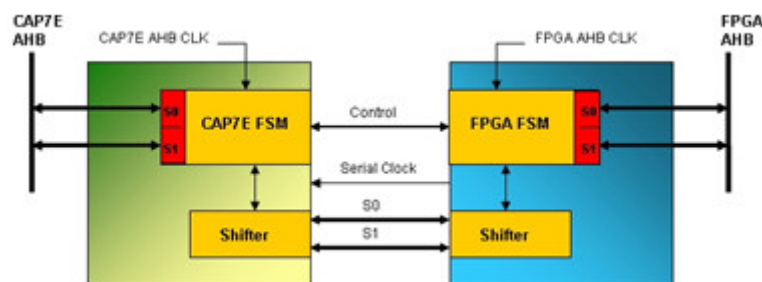 CAP7E
AHB
CAP7E AHB CLK
FPGA AHB CLK
FPGA
AHB
S0
CAP7E FSM
S1
Control
FPGA FSM
S0
S1
Serial Clock
S0
Shifter
S1
Shifter